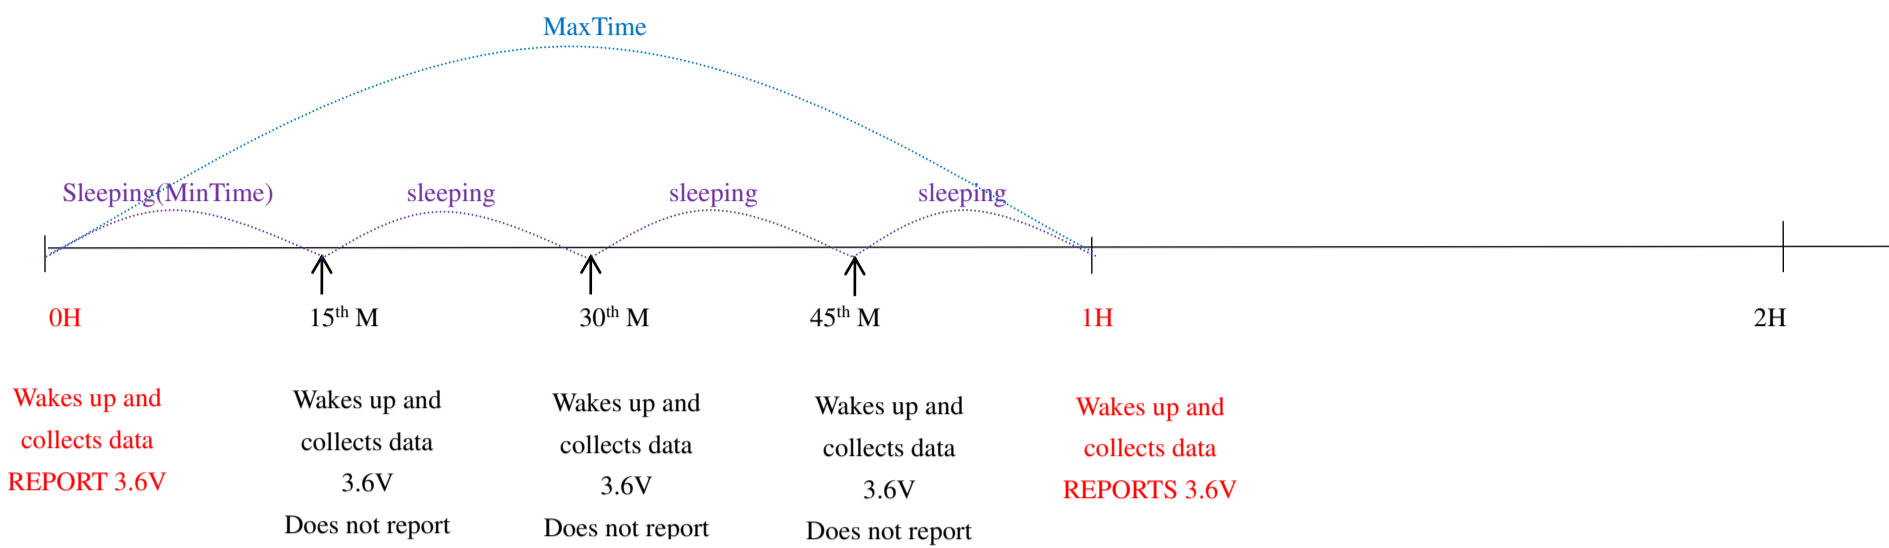 MaxTime
Sleeping(MinTime)
sleeping
sleeping
sleeping
0H
15th M
30th M
45th M
1H
2H
Wakes up and
collects data
REPORT 3.6V
Wakes up and
collects data
3.6V
Does not report
Wakes up and
collects data
3.6V
Does not report
Wakes up and
collects data
3.6V
Does not report
Wakes up and
collects data
REPORTS 3.6V